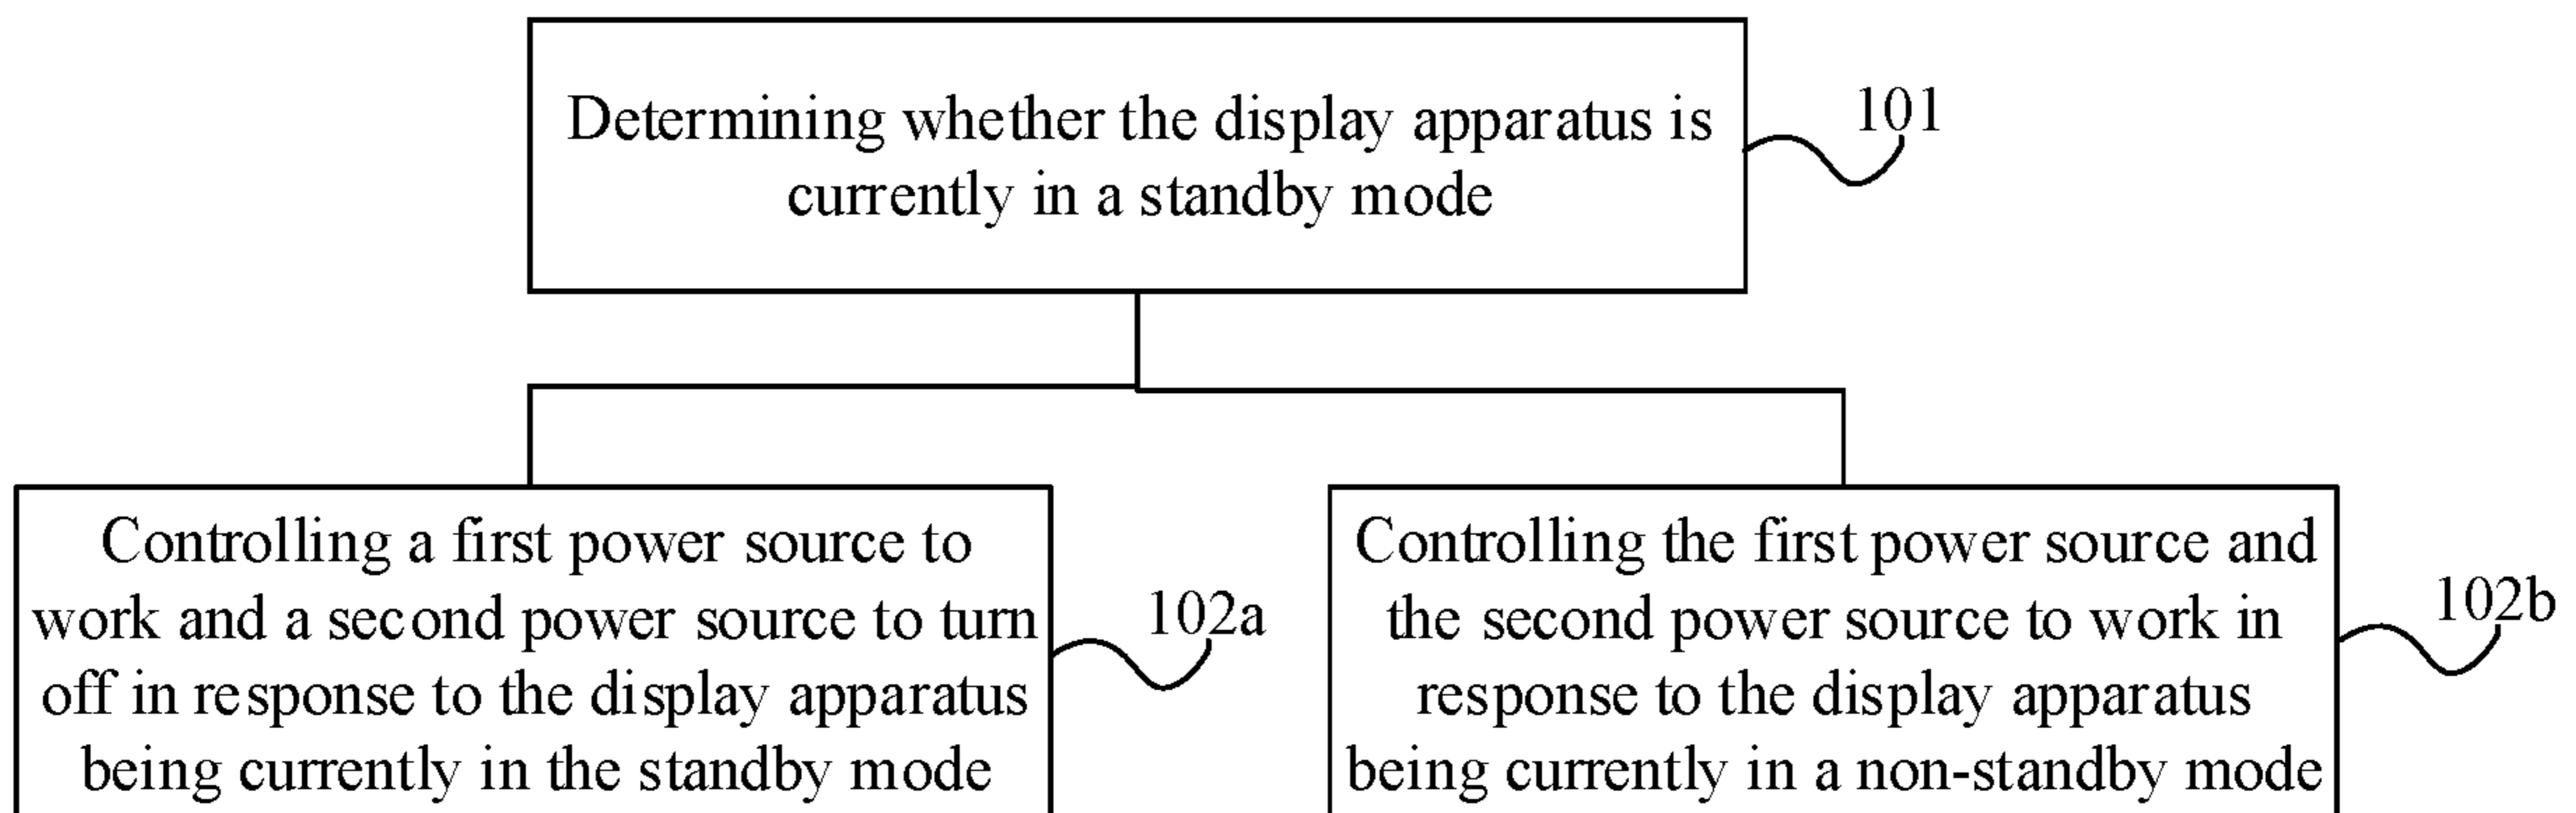 Determining whether the display apparatus is
currently in a standby mode
101
Controlling a first power source to
work and a second power source to turn
off in response to the display apparatus
being currently in the standby mode
102a
Controlling the first power source and
the second power source to work in
response to the display apparatus
being currently in a non-standby mode
102b